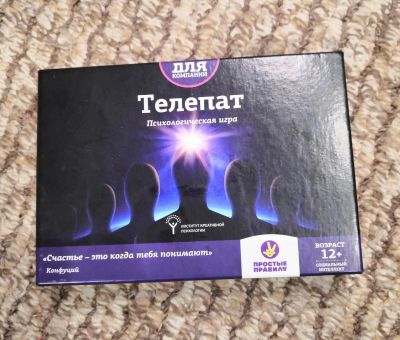 ДЛЯ
КОМПАНИИ
Телепат
Психологическая игра
ИНСТИТУТ КРЕАТИВНОЙ
ПСИХОЛОГИИ
«Счастье – это когда тебя понимают»
Конфуций
ПРОСТЫЕ
ПРАВИЛА
ВОЗРАСТ
12+
СОЦИАЛЬНЫЙ
ИНТЕЛЛЕКТ